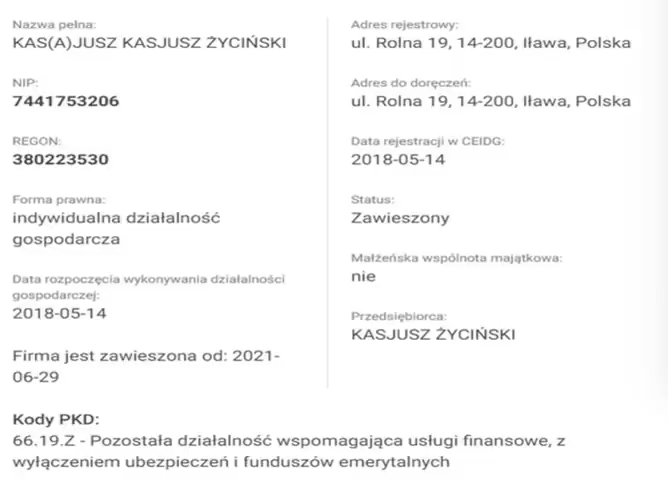 Nazwa pełna:
KAS(A)JUSZ KASJUSZ ŻYCIŃSKI
NIP:
7441753206
REGON:
380223530
Forma prawna:
indywidualna działalność
gospodarcza
Data rozpoczęcia wykonywania działalności
gospodarczej:
2018-05-14
Firma jest zawieszona od: 2021-
06-29
Adres rejestrowy:
ul. Rolna 19, 14-200, Iława, Polska
Adres do doręczeń:
ul. Rolna 19, 14-200, Iława, Polska
Data rejestracji w CEIDG:
2018-05-14
Status:
Zawieszony
Małżeńska wspólnota majątkowa:
nie
Przedsiębiorca:
KASJUSZ ŻYCIŃSKI
Kody PKD:
66.19.Z - Pozostała działalność wspomagająca usługi finansowe, z
wyłączeniem ubezpieczeń i funduszów emerytalnych